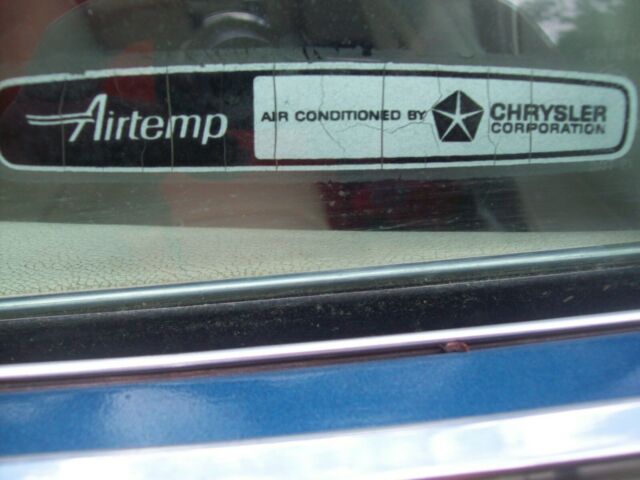 Airtemp
AIR CONDITIONED BY
CHRYSLER
CORPORATION